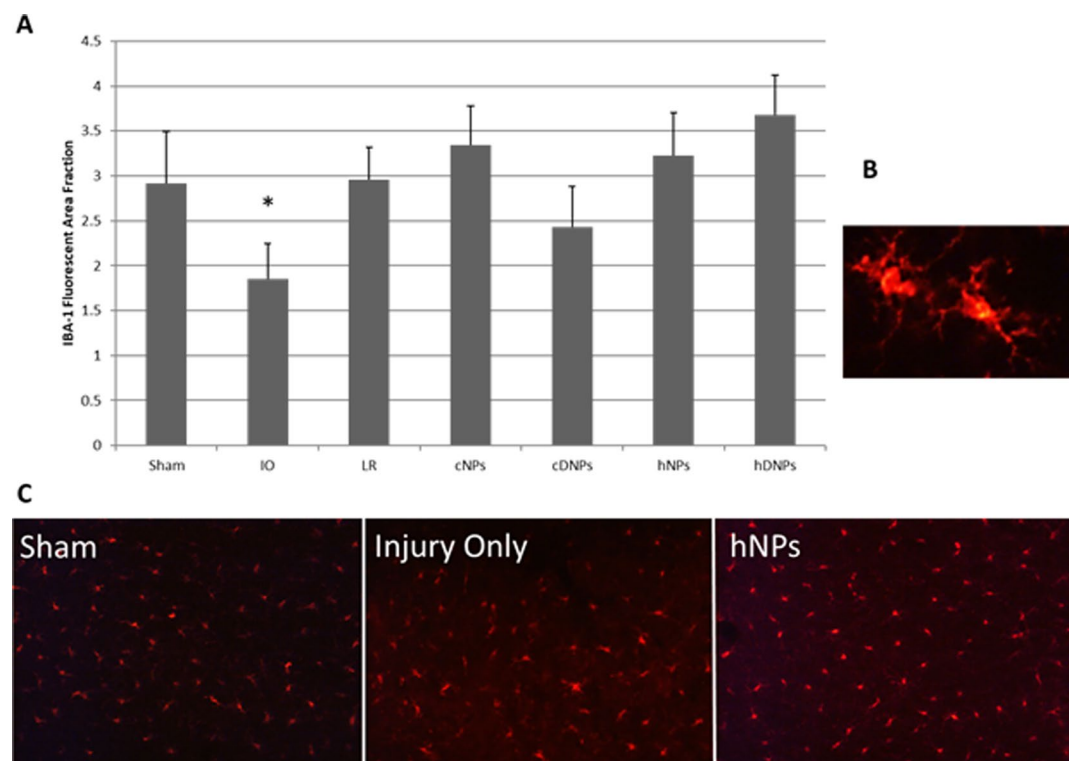 A
IBA-1 Fluorescent Area Fraction
4.5
4
3.5
3
2.5
2
1.5
1
0.5
0
*
Sham IO LR cNPs cDNPs hNPs hDNPs
B
C
Sham
Injury Only
hNPs